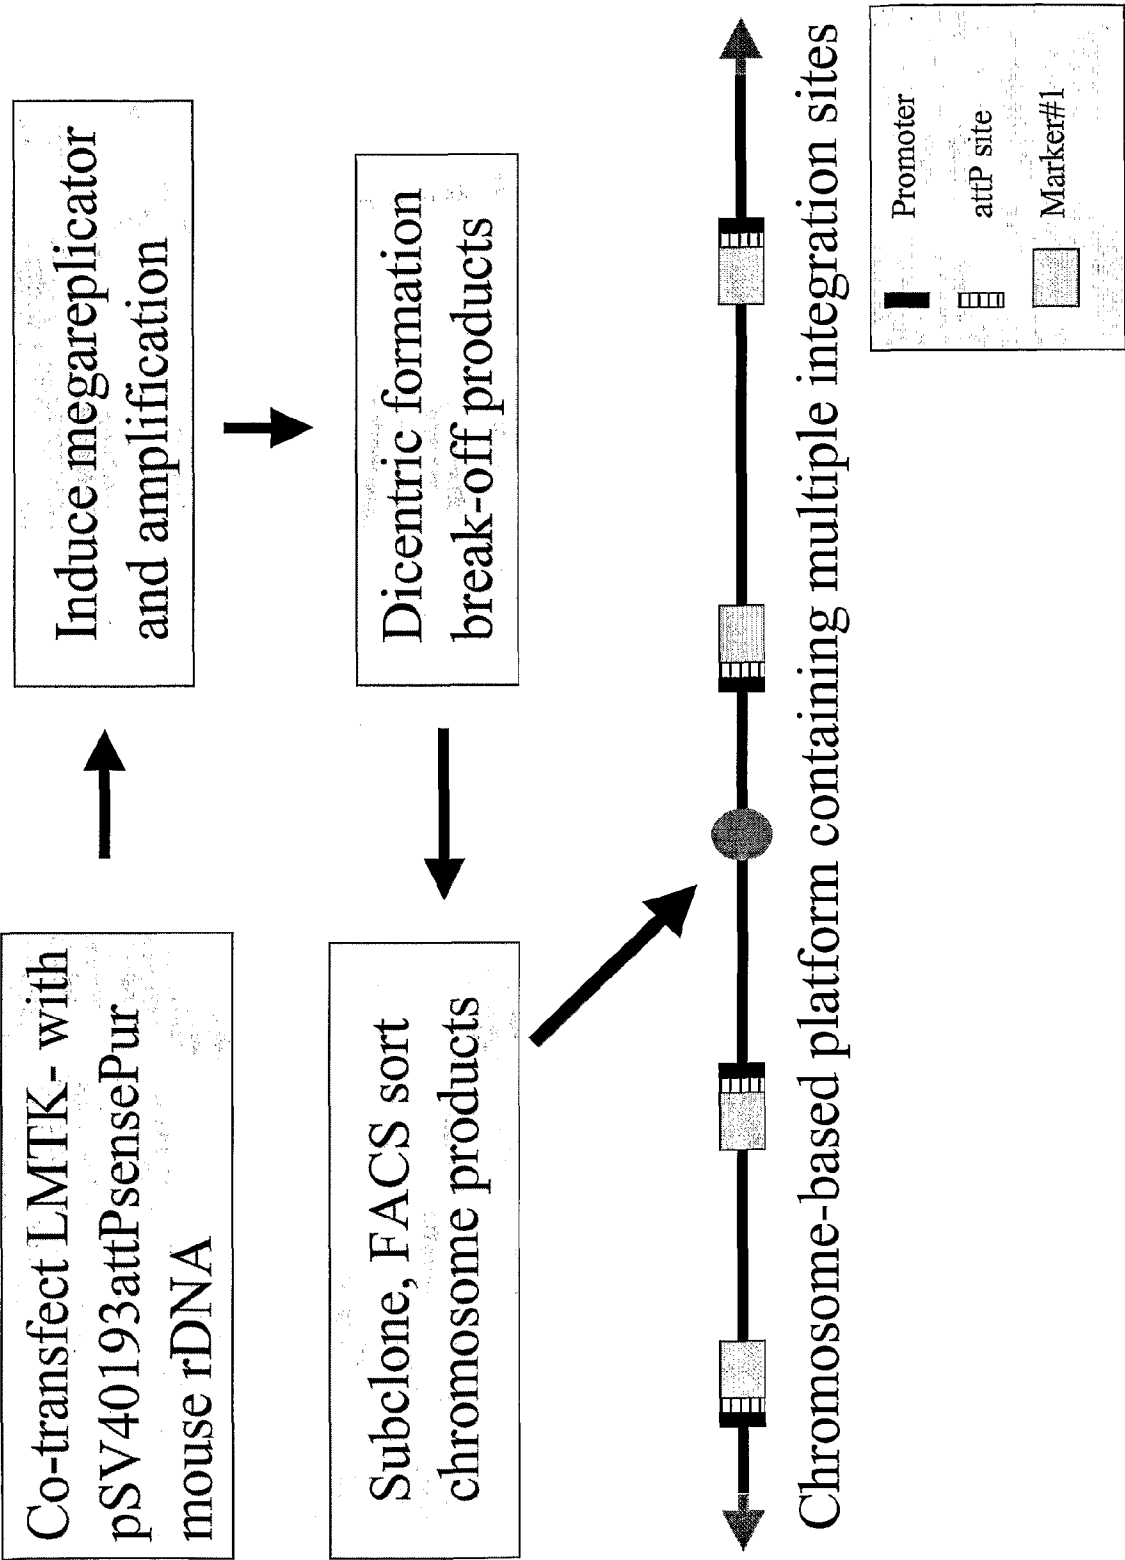 Co-transfect LMTK- with
pSV40193attPsensePur
mouse rDNA
Induce megareplicator
and amplification
Dicentric formation
break-off products
Subclone, FACS sort
chromosome products
Chromosome-based platform containing multiple integration sites
Promoter
attP site
Marker#1